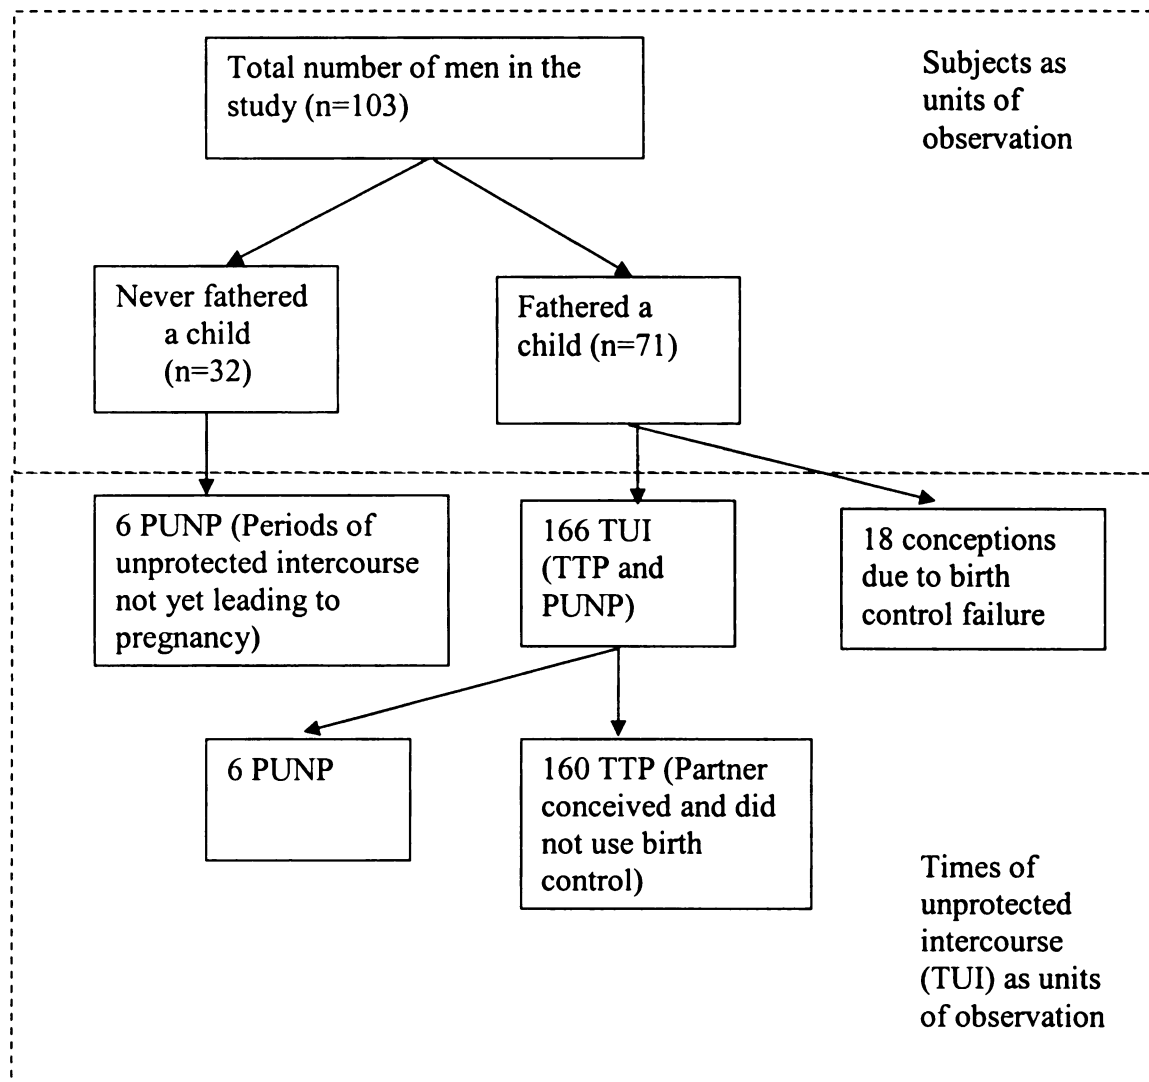 Total number of men in the
study (n=103)
Subjects as
units of
observation
Never fathered
a child
(n=32)
Fathered a
child (n=71)
6 PUNP (Periods of
unprotected intercourse
not yet leading to
pregnancy)
166 TUI
(TTP and
PUNP)
18 conceptions
due to birth
control failure
6 PUNP
160 TTP (Partner
conceived and did
not use birth
control)
Times of
unprotected
intercourse
(TUI) as units
of observation